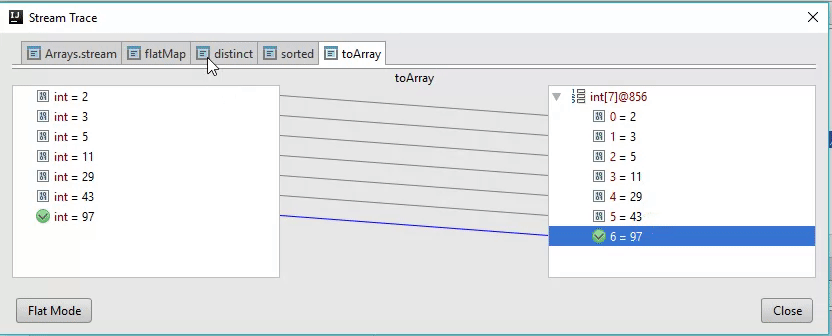 Stream Trace
Arrays.stream flatMap distinct sorted toArray
toArray
int = 2
int = 3
int = 5
int = 11
int = 29
int = 43
int = 97
int[7]@856
0 = 2
1 = 3
2 = 5
3 = 11
4 = 29
5 = 43
6 = 97
Flat Mode
Close